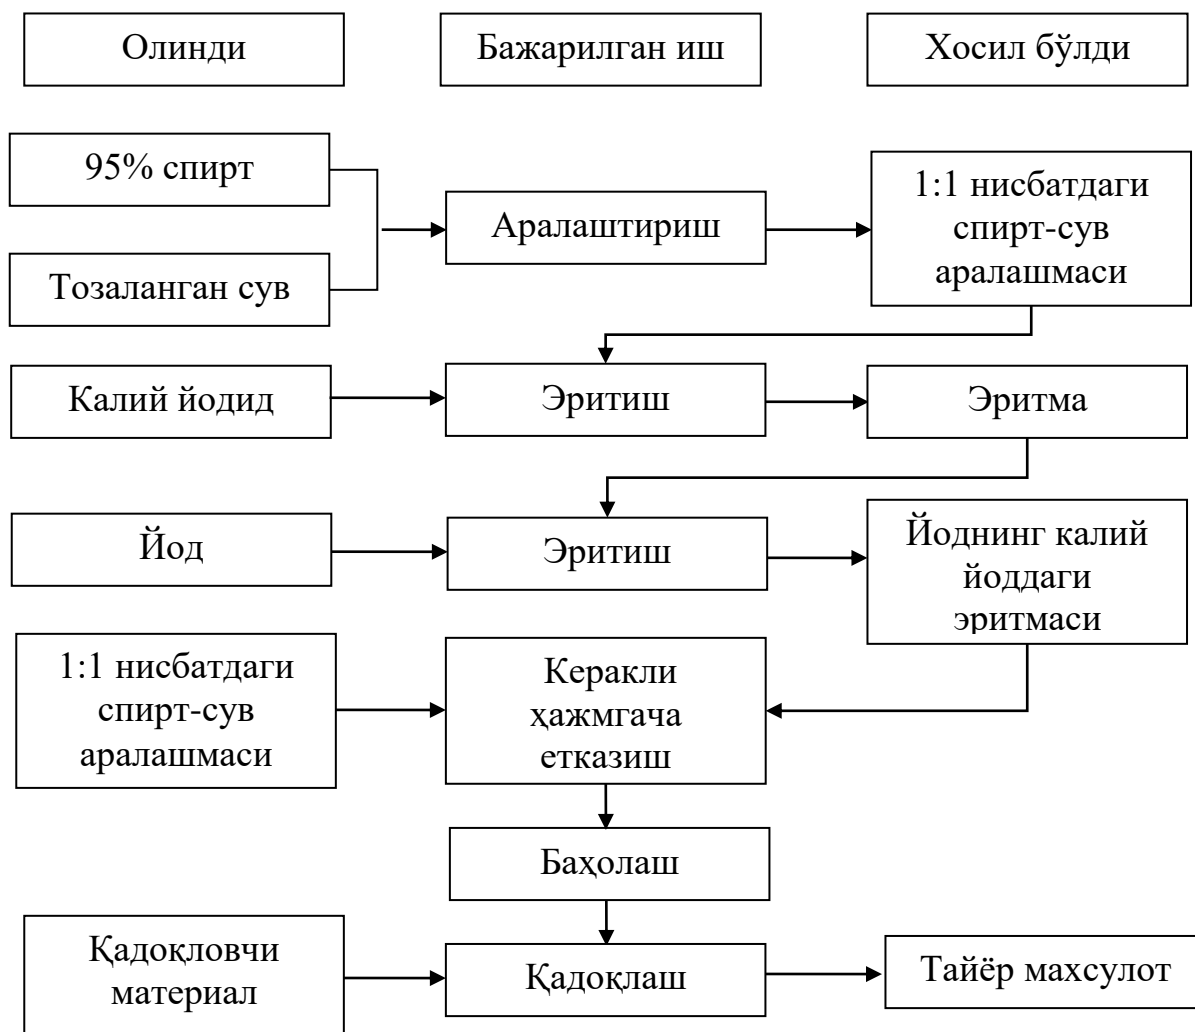 Олинди
Бажарилган иш
Хосил бўлди
95% спирт
Тозаланган сув
Аралаштириш
1:1 нисбатдаги
спирт-сув
аралашмаси
Калий йодид
Эритиш
Эритма
Йод
Эритиш
Йоднинг калий
йоддаги
эритмаси
1:1 нисбатдаги
спирт-сув
аралашмаси
Керакли
ҳажмгача
етказиш
Баҳолаш
Қадоқловчи
материал
Қадоқлаш
Тайёр махсулот